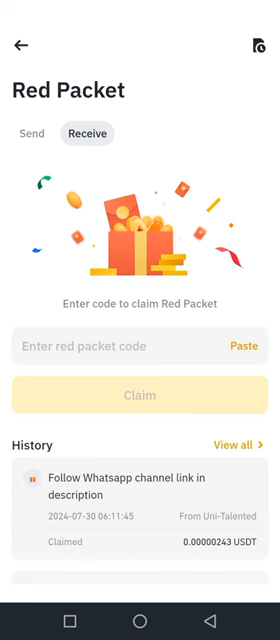 Red Packet
Send Receive
Enter code to claim Red Packet
Enter red packet code Paste
Claim
History View all
Follow Whatsapp channel link in
description
2024-07-30 06:11:45 From Uni-Talented
Claimed 0.00000243 USDT